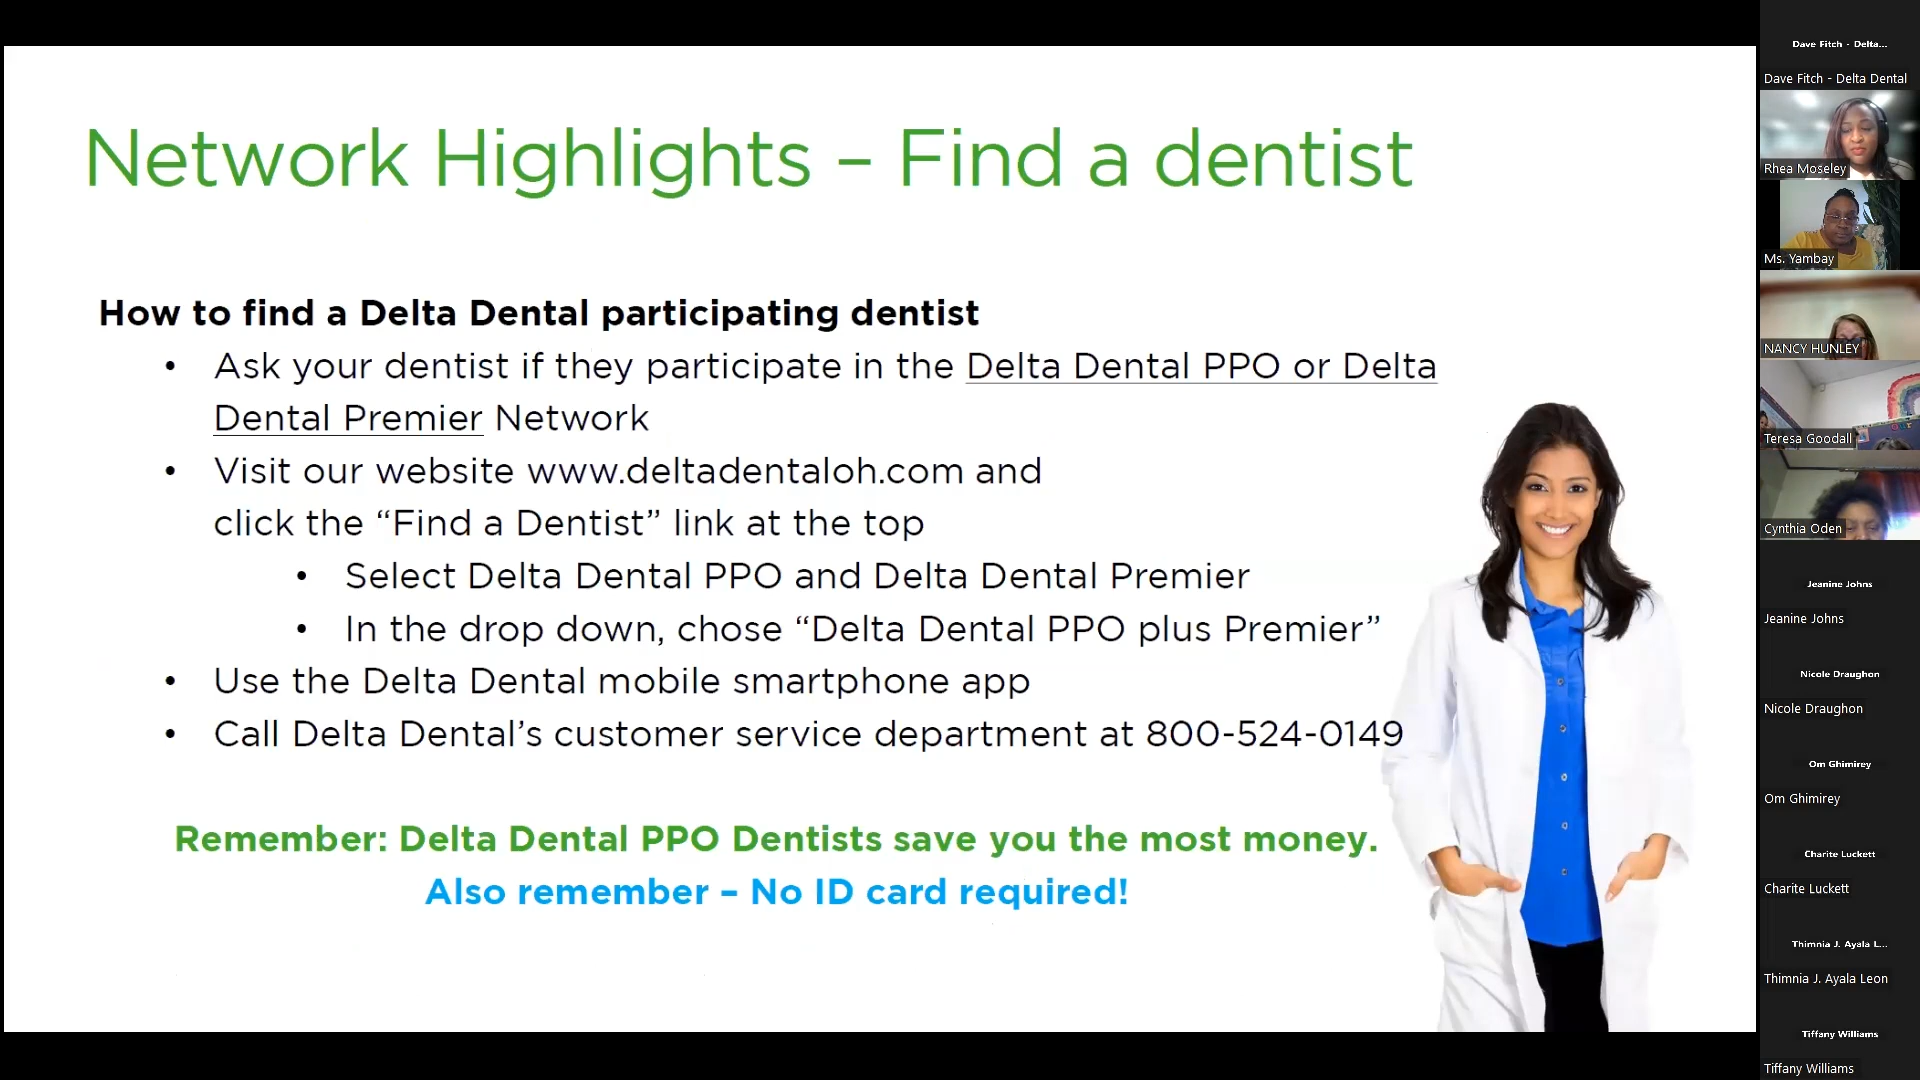 Network Highlights – Find a dentist
How to find a Delta Dental participating dentist
• Ask your dentist if they participate in the Delta Dental PPO or Delta
Dental Premier Network
• Visit our website www.deltadentaloh.com and
click the “Find a Dentist” link at the top
• Select Delta Dental PPO and Delta Dental Premier
• In the drop down, chose “Delta Dental PPO plus Premier”
• Use the Delta Dental mobile smartphone app
• Call Delta Dental’s customer service department at 800-524-0149
Remember: Delta Dental PPO Dentists save you the most money.
Also remember – No ID card required!
Dave Fitch - Delta...
Dave Fitch - Delta Dental
Rhea Moseley
Ms. Yambay
NANCY HUNLEY
Teresa Goodall
Cynthia Oden
Jeanine Johns
Jeanine Johns
Nicole Draughon
Nicole Draughon
Om Ghimirey
Om Ghimirey
Charite Luckett
Charite Luckett
Thimnia J. Ayala L...
Thimnia J. Ayala Leon
Tiffany Williams
Tiffany Williams